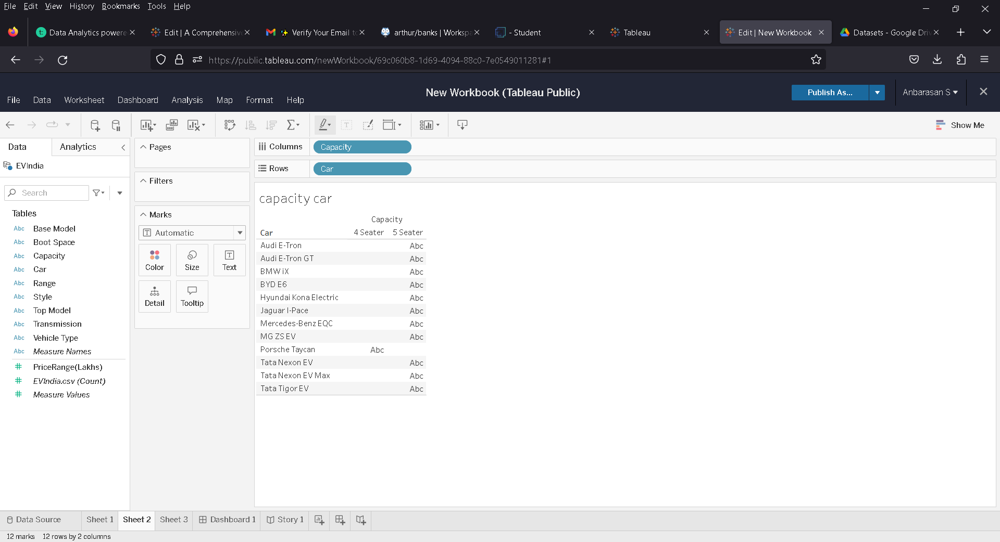 File Edit View History Bookmarks Tools Help
Data Analytics powere
Edit | A Comprehensive
Verify Your Email to
arthur/banks | Workspa
- Student
Tableau
Edit | New Workbook
Datasets - Google Driv
https://public.tableau.com/newWorkbook/69c060b8-1d69-4094-88c0-7e0549011281#1
New Workbook (Tableau Public)
Publish As...
Anbarasan S
File Data Worksheet Dashboard Analysis Map Format Help
Show Me
Data Analytics
EVIndia
Search
Tables
Abc Base Model
Abc Boot Space
Abc Capacity
Abc Car
Abc Range
Abc Style
Abc Top Model
Abc Transmission
Abc Vehicle Type
Abc Measure Names
# PriceRange(Lakhs)
# EVIndia.csv (Count)
# Measure Values
Pages
Filters
Marks
Automatic
Color Size Text
Detail Tooltip
Columns Capacity
Rows Car
capacity car
Capacity
Car 4 Seater 5 Seater
Audi E-Tron Abc
Audi E-Tron GT Abc
BMW iX Abc
BYD E6 Abc
Hyundai Kona Electric Abc
Jaguar I-Pace Abc
Mercedes-Benz EQC Abc
MG ZS EV Abc
Porsche Taycan Abc
Tata Nexon EV Abc
Tata Nexon EV Max Abc
Tata Tigor EV Abc
Data Source Sheet 1 Sheet 2 Sheet 3 Dashboard 1 Story 1
12 marks 12 rows by 2 columns